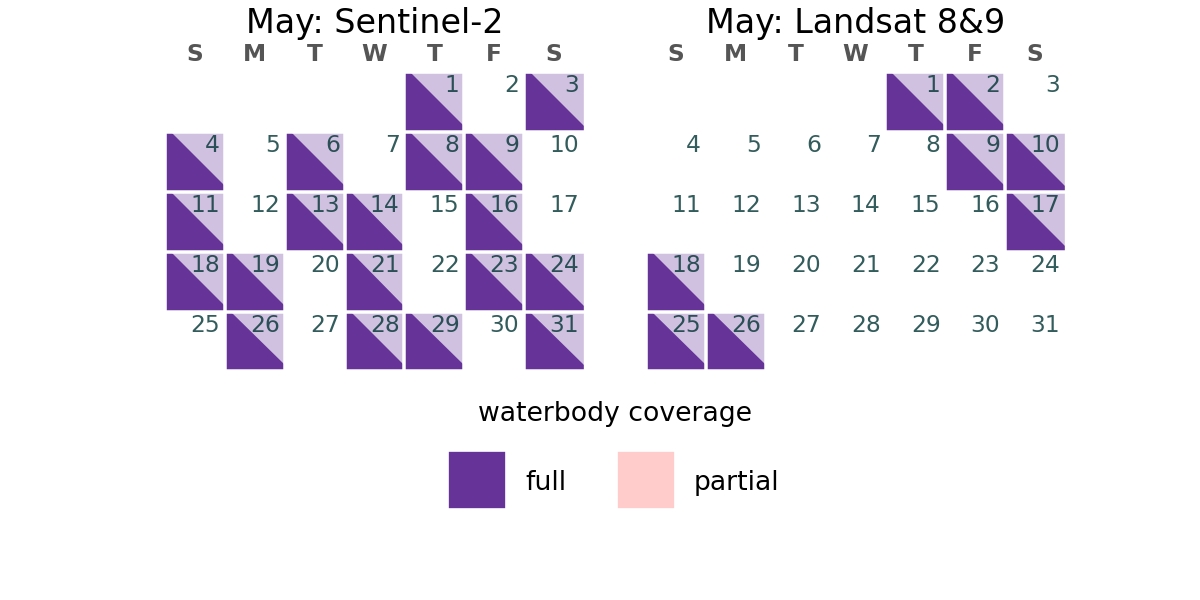 May: Sentinel-2
S M T W T F S
1 2 3
4 5 6 7 8 9 10
11 12 13 14 15 16 17
18 19 20 21 22 23 24
25 26 27 28 29 30 31
May: Landsat 8&9
S M T W T F S
1 2 3
4 5 6 7 8 9 10
11 12 13 14 15 16 17
18 19 20 21 22 23 24
25 26 27 28 29 30 31
waterbody coverage
full
partial